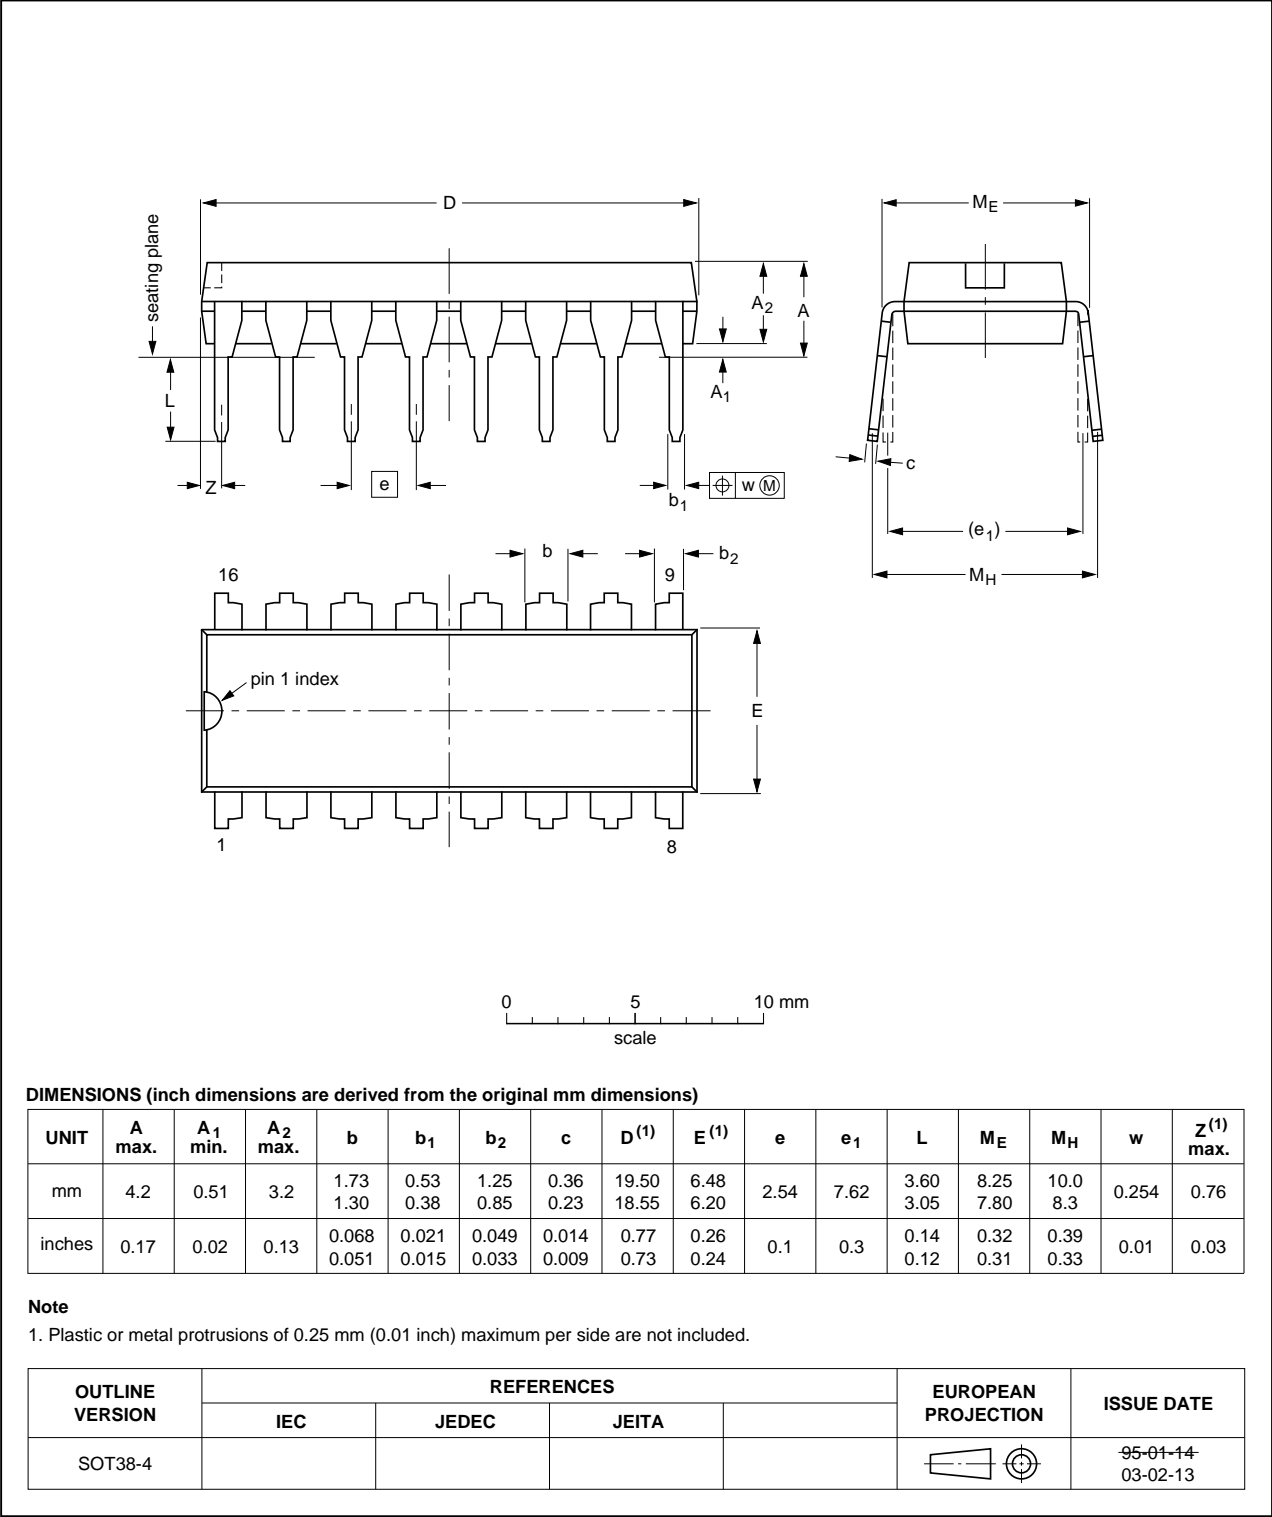 D
M_E
seating plane
A_2
A
A_1
L
Z
e
b_1
w Ⓜ
c
(e_1)
M_H
b
b_2
16
9
pin 1 index
E
1
8
0 5 10 mm
scale
DIMENSIONS (inch dimensions are derived from the original mm dimensions)
UNIT A max. A_1 min. A_2 max. b b_1 b_2 c D(1) E(1) e e_1 L M_E M_H w Z(1) max.
mm 4.2 0.51 3.2 1.73 1.30 0.53 0.38 1.25 0.85 0.36 0.23 19.50 18.55 6.48 6.20 2.54 7.62 3.60 3.05 8.25 7.80 10.0 8.3 0.254 0.76
inches 0.17 0.02 0.13 0.068 0.051 0.021 0.015 0.049 0.033 0.014 0.009 0.77 0.73 0.26 0.24 0.1 0.3 0.14 0.12 0.32 0.31 0.39 0.33 0.01 0.03
Note
1. Plastic or metal protrusions of 0.25 mm (0.01 inch) maximum per side are not included.
OUTLINE VERSION REFERENCES EUROPEAN PROJECTION ISSUE DATE
IEC JEDEC JEITA
SOT38-4
95-01-14
03-02-13